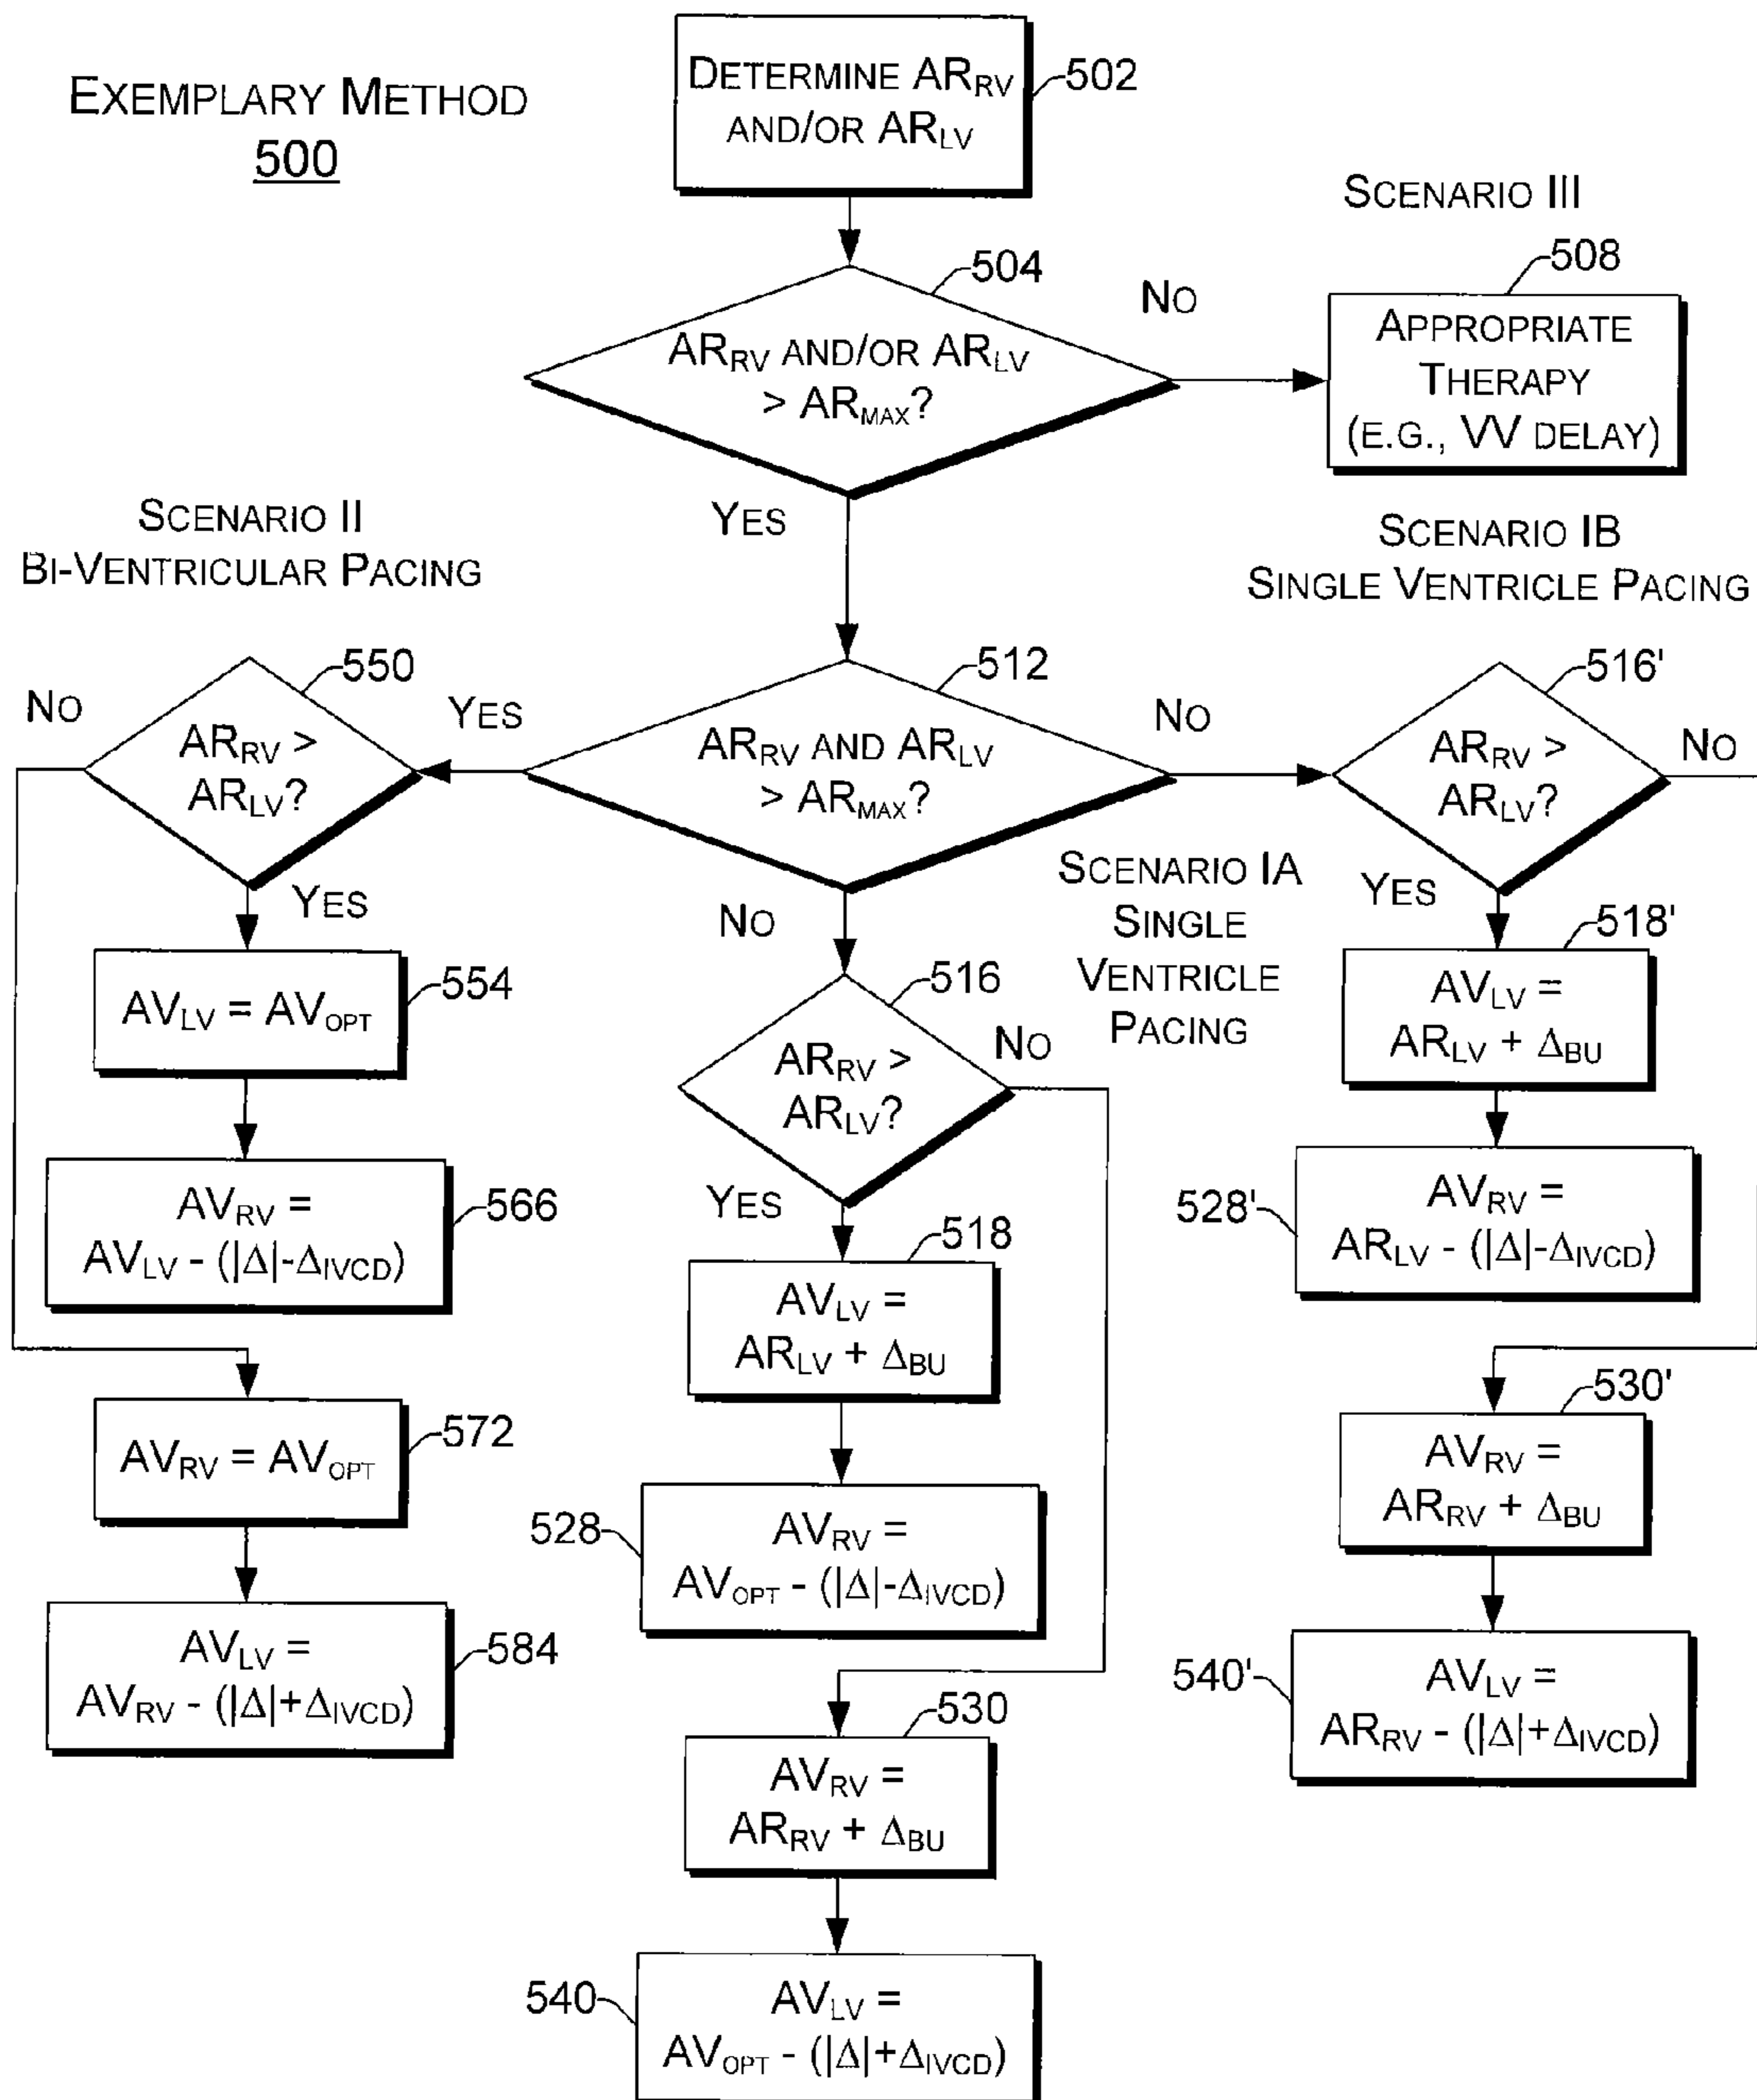 EXEMPLARY METHOD
500
DETERMINE ARRV
AND/OR ARLV
502
SCENARIO III
504
ARRV AND/OR ARLV
> ARMAX?
NO
508
APPROPRIATE
THERAPY
(E.G., VV DELAY)
YES
SCENARIO II
BI-VENTRICULAR PACING
SCENARIO IB
SINGLE VENTRICLE PACING
550
NO
ARRV >
ARLV?
YES
512
YES
ARRV AND ARLV
> ARMAX?
NO
NO
516'
ARRV >
ARLV?
NO
YES
SCENARIO IA
SINGLE
VENTRICLE
PACING
554
AVLV = AVOPT
566
AVRV =
AVLV - (|Δ|-ΔIVCD)
572
AVRV = AVOPT
584
AVLV =
AVRV - (|Δ|+ΔIVCD)
516
ARRV >
ARLV?
NO
YES
518
AVLV =
ARLV + ΔBU
528
AVRV =
AVOPT - (|Δ|-ΔIVCD)
530
AVRV =
ARRV + ΔBU
540
AVLV =
AVOPT - (|Δ|+ΔIVCD)
518'
AVLV =
ARLV + ΔBU
528'
AVRV =
ARLV - (|Δ|-ΔIVCD)
530'
AVRV =
ARRV + ΔBU
540'
AVLV =
ARRV - (|Δ|+ΔIVCD)